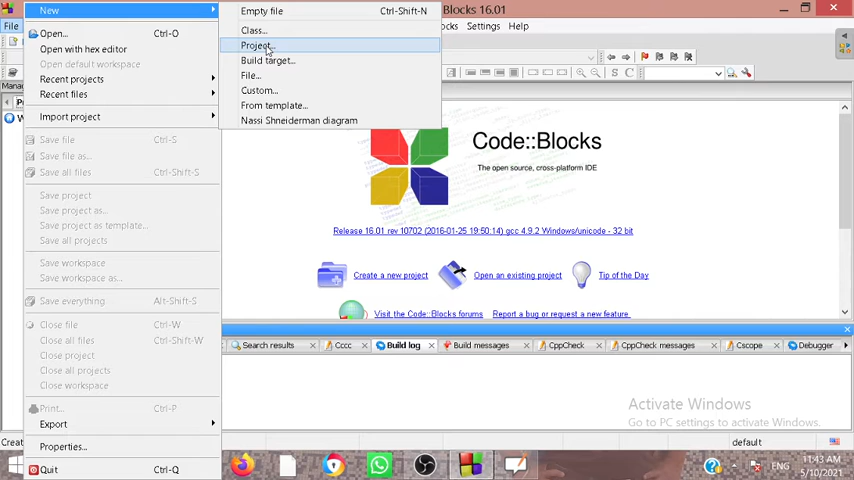 Blocks 16.01
File
ocks Settings Help
New
Open... Ctrl-O
Open with hex editor
Open default workspace
Recent projects
Recent files
Import project
Save file Ctrl-S
Save file as...
Save all files Ctrl-Shift-S
Save project
Save project as...
Save project as template...
Save all projects
Save workspace
Save workspace as...
Save everything Alt-Shift-S
Close file Ctrl-W
Close all files Ctrl-Shift-W
Close project
Close all projects
Close workspace
Print... Ctrl-P
Export
Properties...
Quit Ctrl-Q
Empty file Ctrl-Shift-N
Class...
Project...
Build target...
File...
Custom...
From template...
Nassi Shneiderman diagram
S C
Code::Blocks
The open source, cross-platform IDE
Release 16.01 rev 10702 (2016-01-25 19:50:14) gcc 4.9.2 Windows/unicode - 32 bit
Create a new project
Open an existing project
Tip of the Day
Visit the Code::Blocks forums
Report a bug or request a new feature
Search results
Cccc
Build log
Build messages
CppCheck
CppCheck messages
Cscope
Debugger
Activate Windows
Go to PC settings to activate Windows.
default
ENG
11:43 AM
5/10/2021